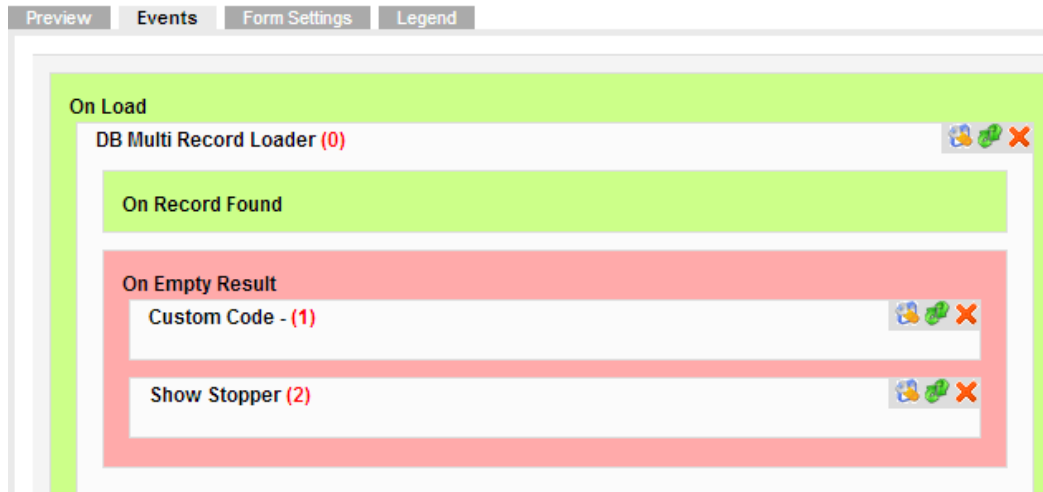 Preview Events Form Settings Legend
On Load
DB Multi Record Loader (0)
On Record Found
On Empty Result
Custom Code - (1)
Show Stopper (2)